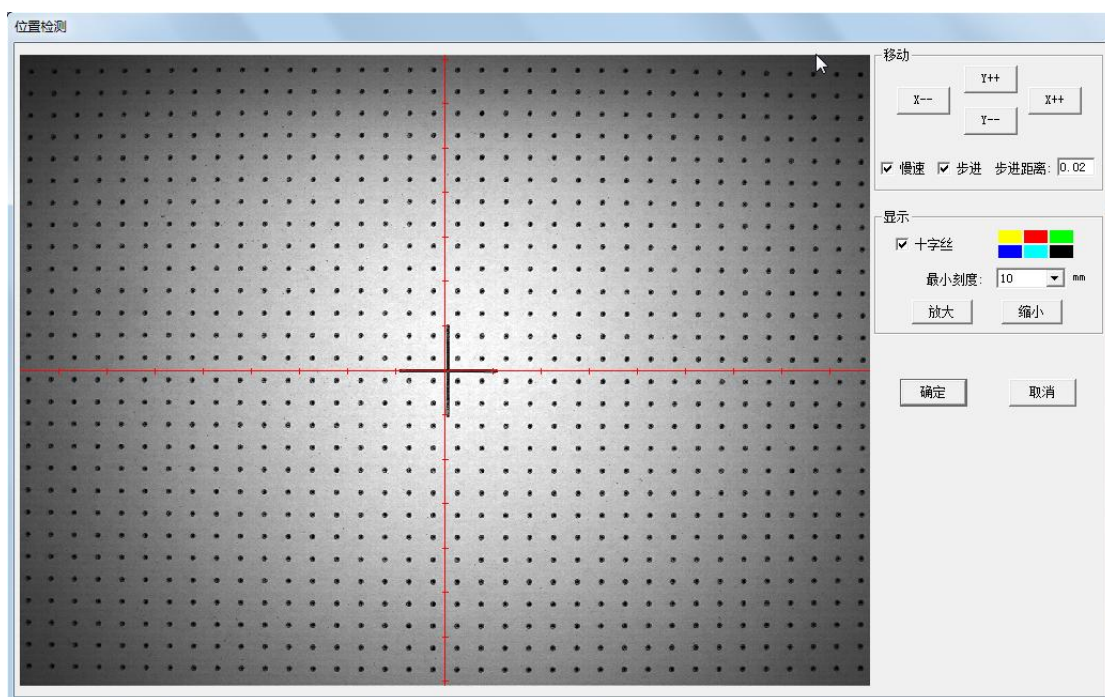 位置检测
移动
Y++
X--
X++
Y--
慢速 步进 步进距离: 0.02
显示
十字丝
最小刻度: 10 mm
放大 缩小
确定 取消